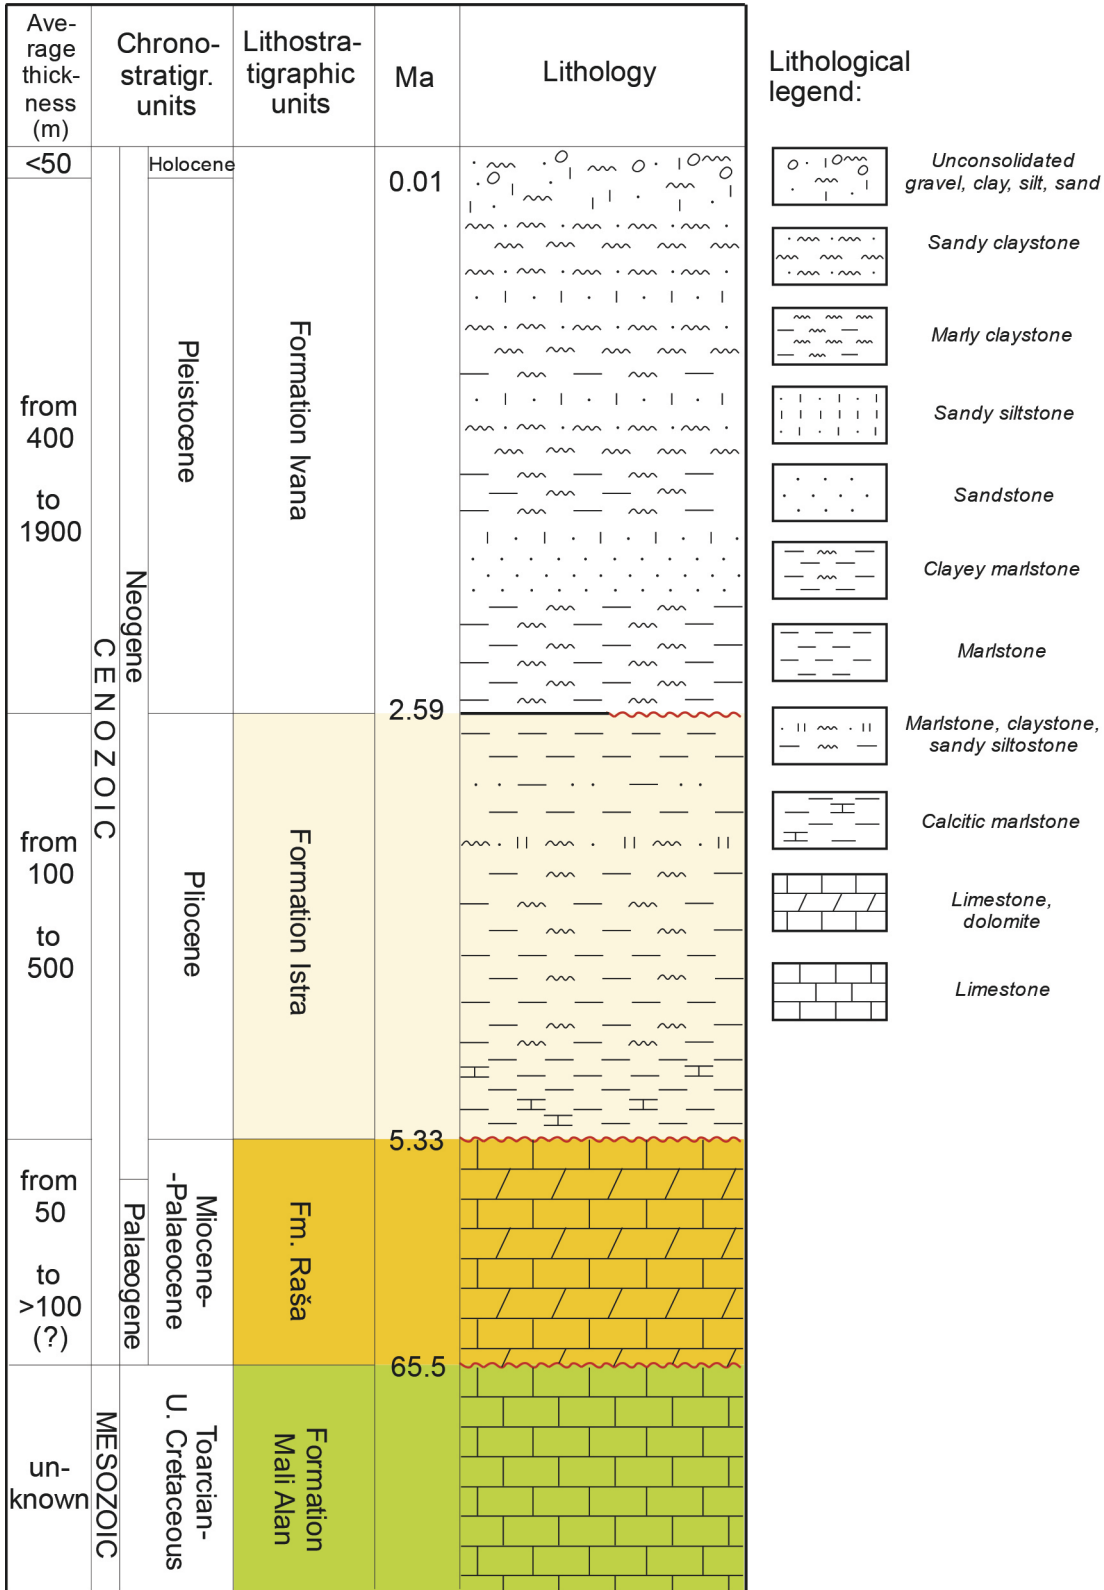 Ave-
rage
thick-
ness
(m)
Chrono-
stratigr.
units
Lithostra-
tigraphic
units
Ma
Lithology
<50
Holocene
0.01
from
400
to
1900
CENOZOIC
Neogene
Pleistocene
Formation Ivana
2.59
from
100
to
500
Pliocene
Formation Istra
5.33
from
50
to
>100
(?)
Palaeogene
Miocene-
-Palaeocene
Fm. Raša
65.5
un-
known
MESOZOIC
Toarcian-
U. Cretaceous
Formation
Mali Alan
Lithological
legend:
Unconsolidated
gravel, clay, silt, sand
Sandy claystone
Marly claystone
Sandy siltstone
Sandstone
Clayey marlstone
Marlstone
Marlstone, claystone,
sandy siltostone
Calcitic marlstone
Limestone,
dolomite
Limestone